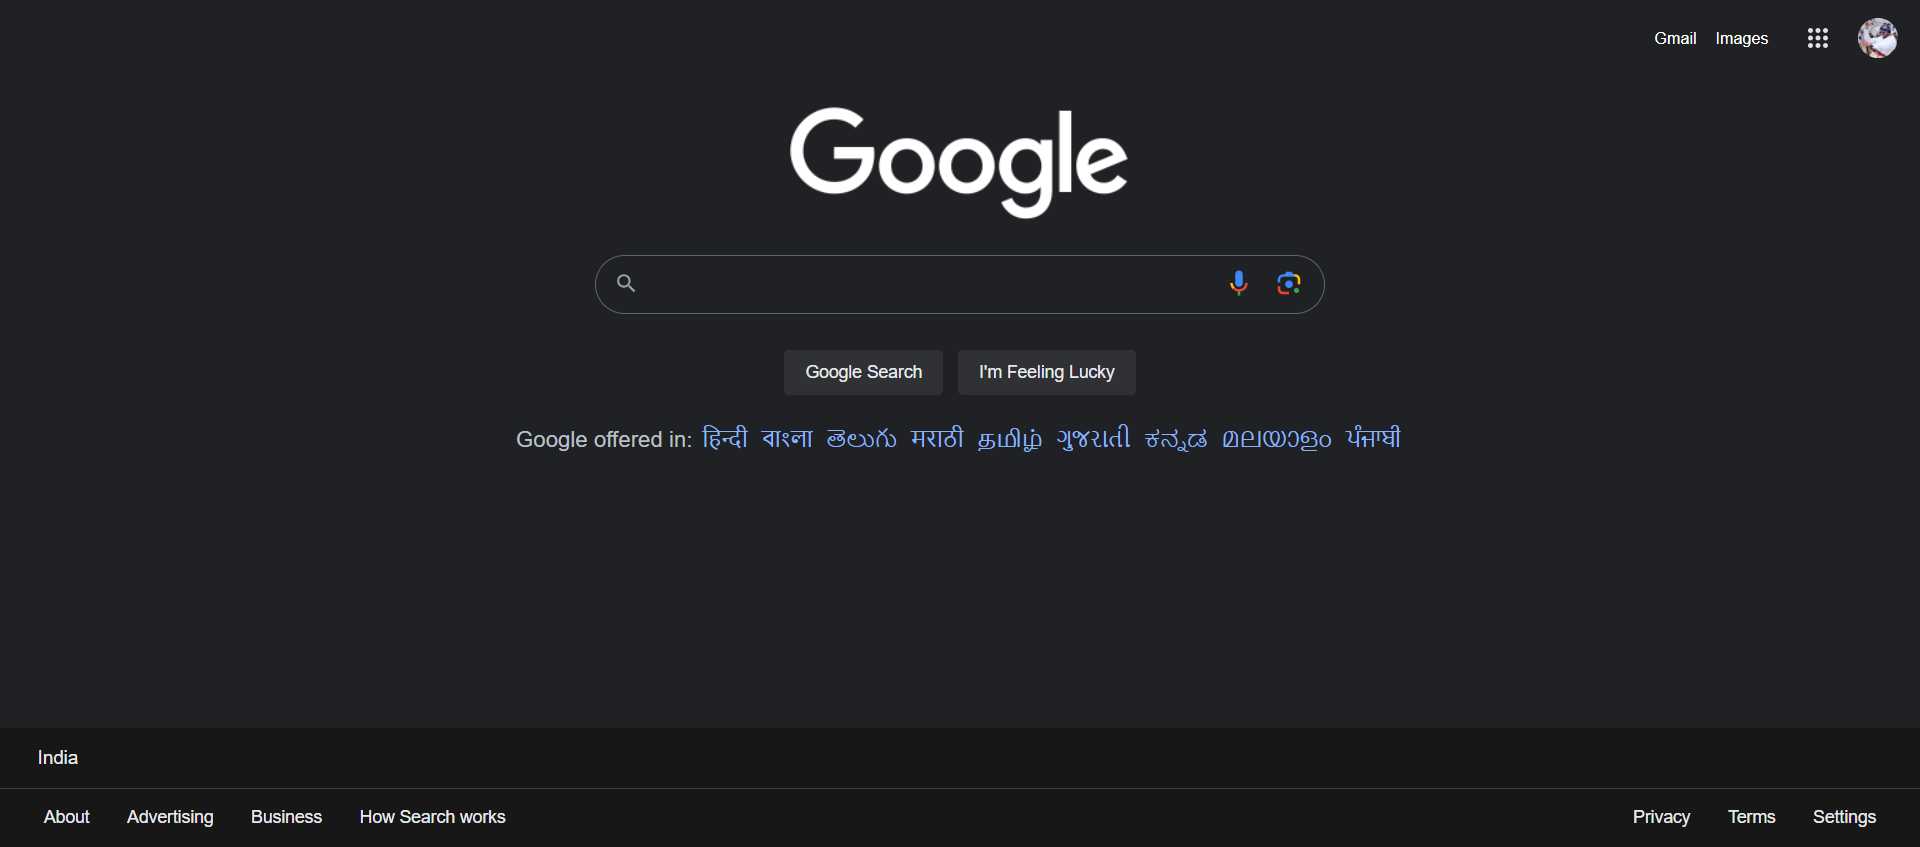 Gmail Images
Google
Google Search I'm Feeling Lucky
Google offered in: हिन्दी বাংলা తెలుగు मराठी தமிழ் ગુજરાતી ಕನ್ನಡ മലയാളം ਪੰਜਾਬੀ
India
About Advertising Business How Search works Privacy Terms Settings